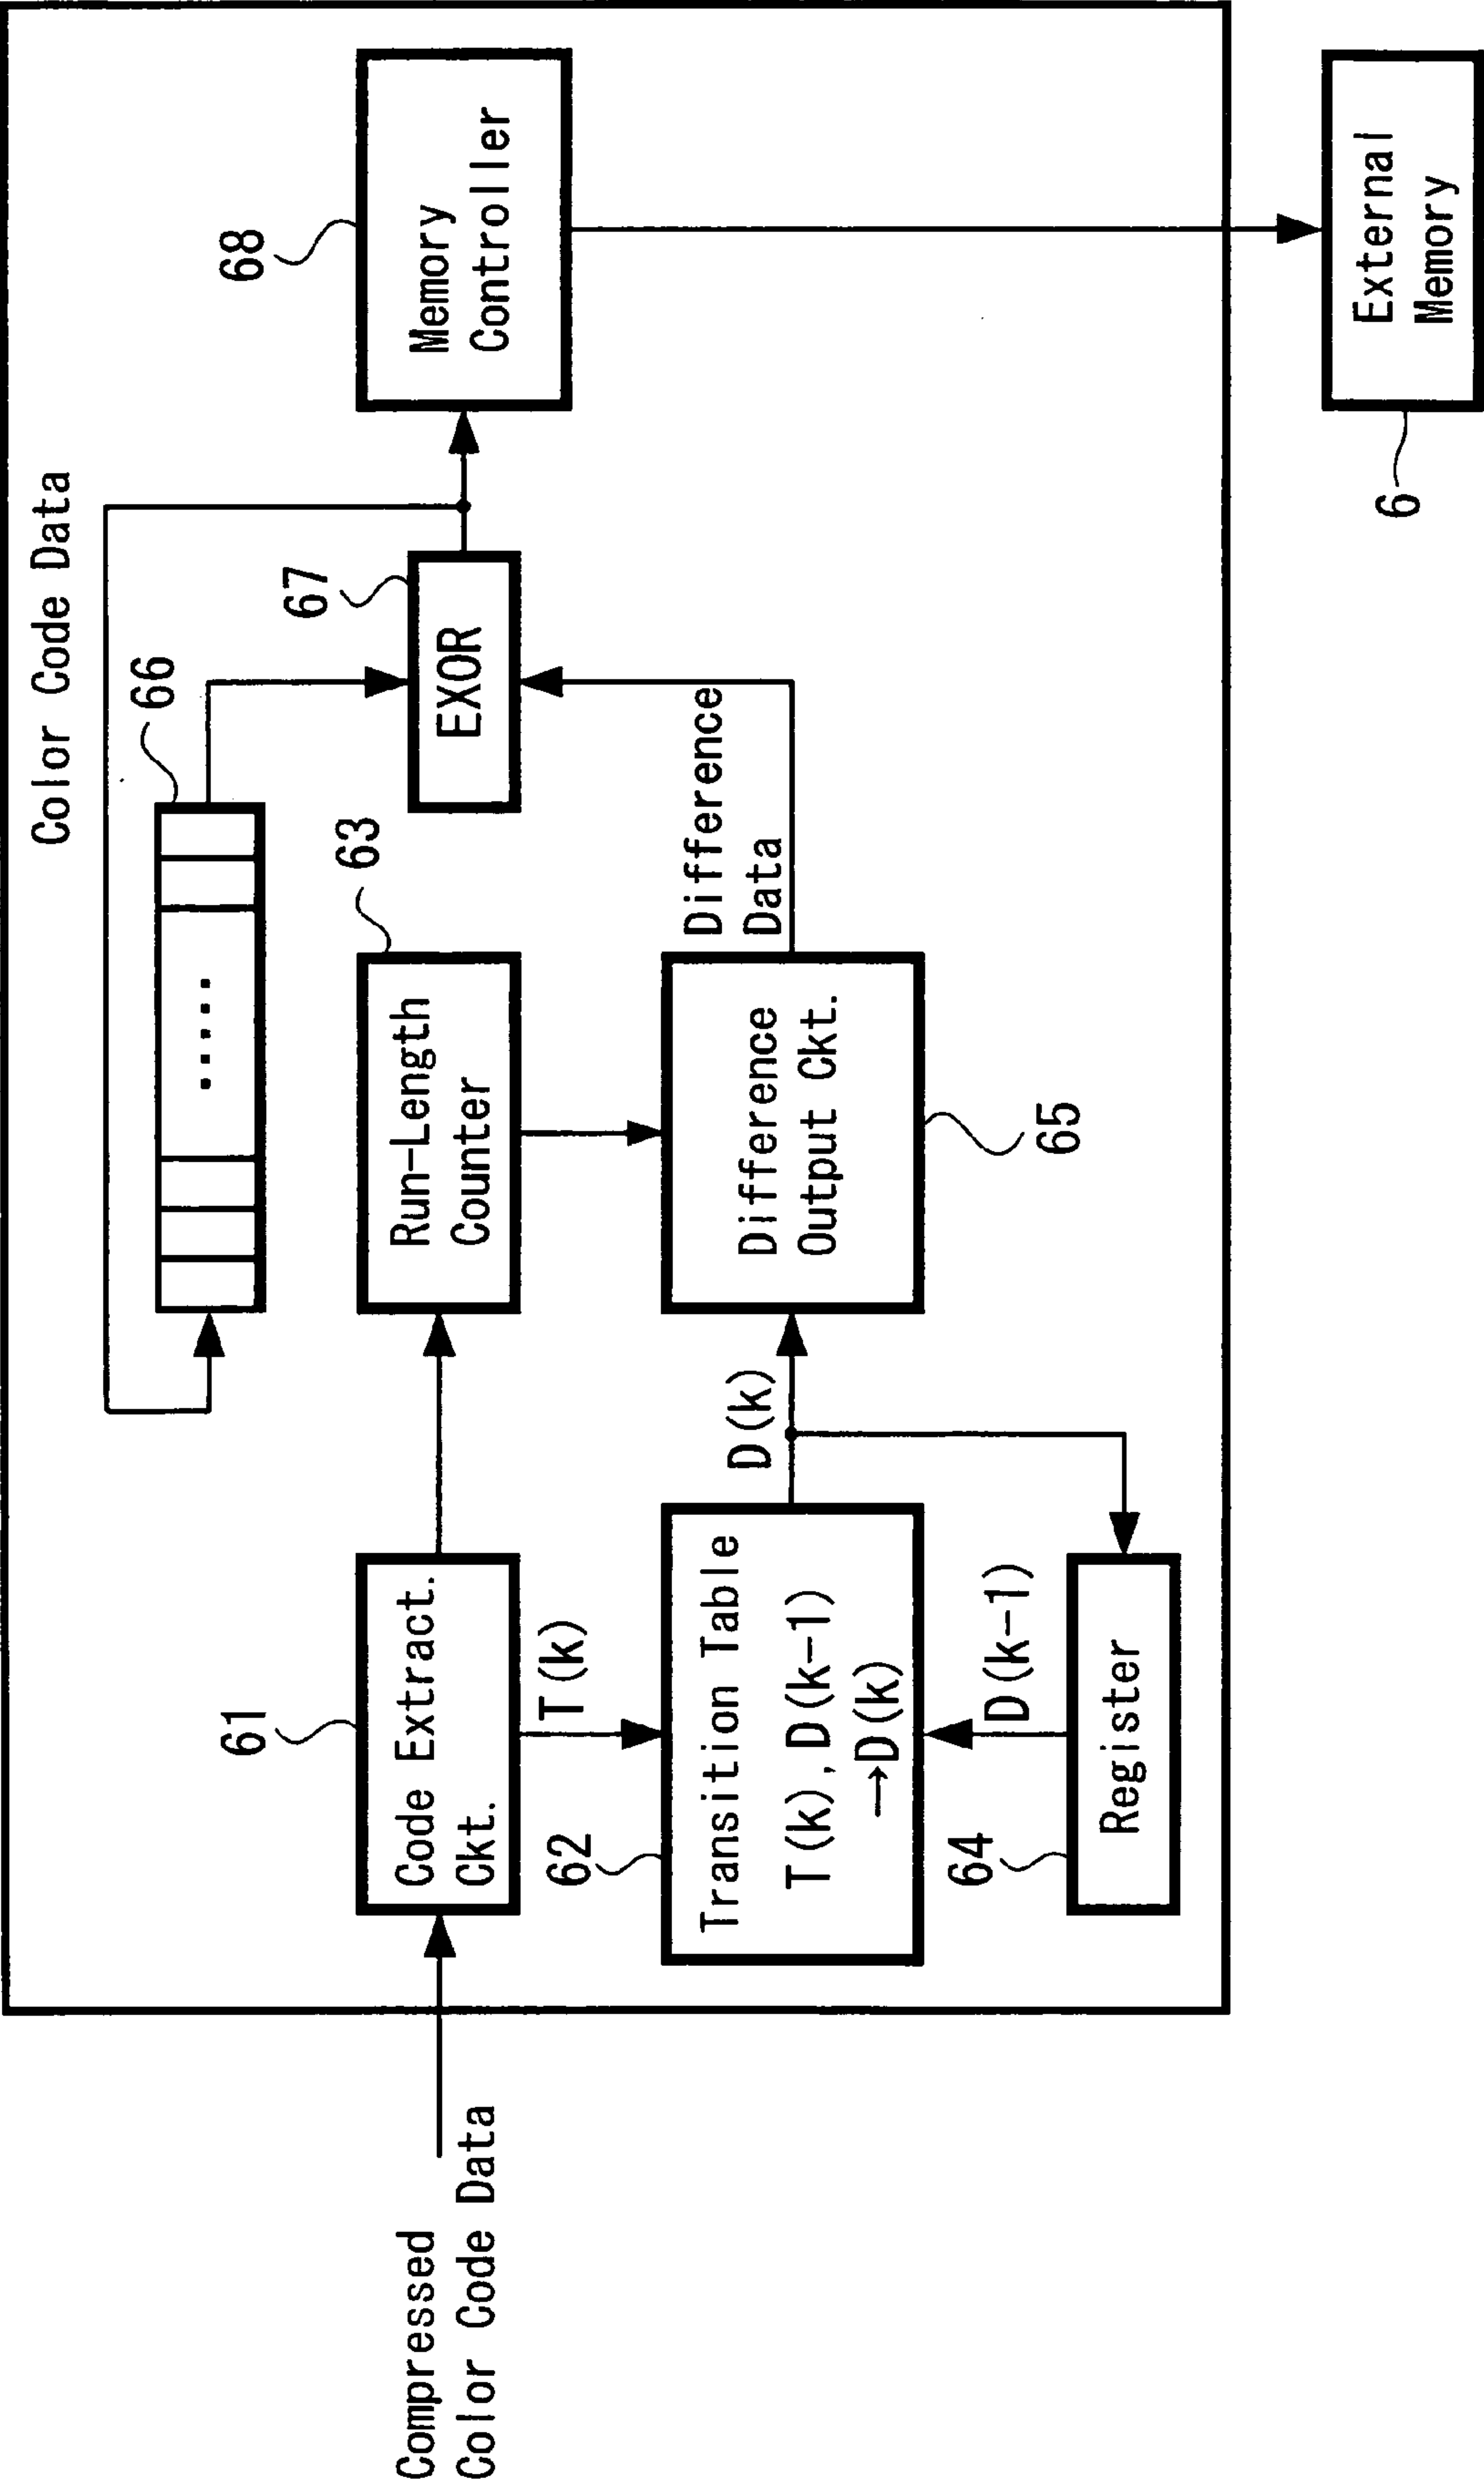 Color Code Data
66
67
EXOR
68
Memory
Controller
63
Run-Length
Counter
61
Code Extract.
Ckt.
Compressed
Color Code Data
T(k)
62
Transition Table
T(k),D(k-1)
→D(k)
D(k)
Difference
Output Ckt.
65
Difference
Data
D(k-1)
64
Register
External
Memory
6